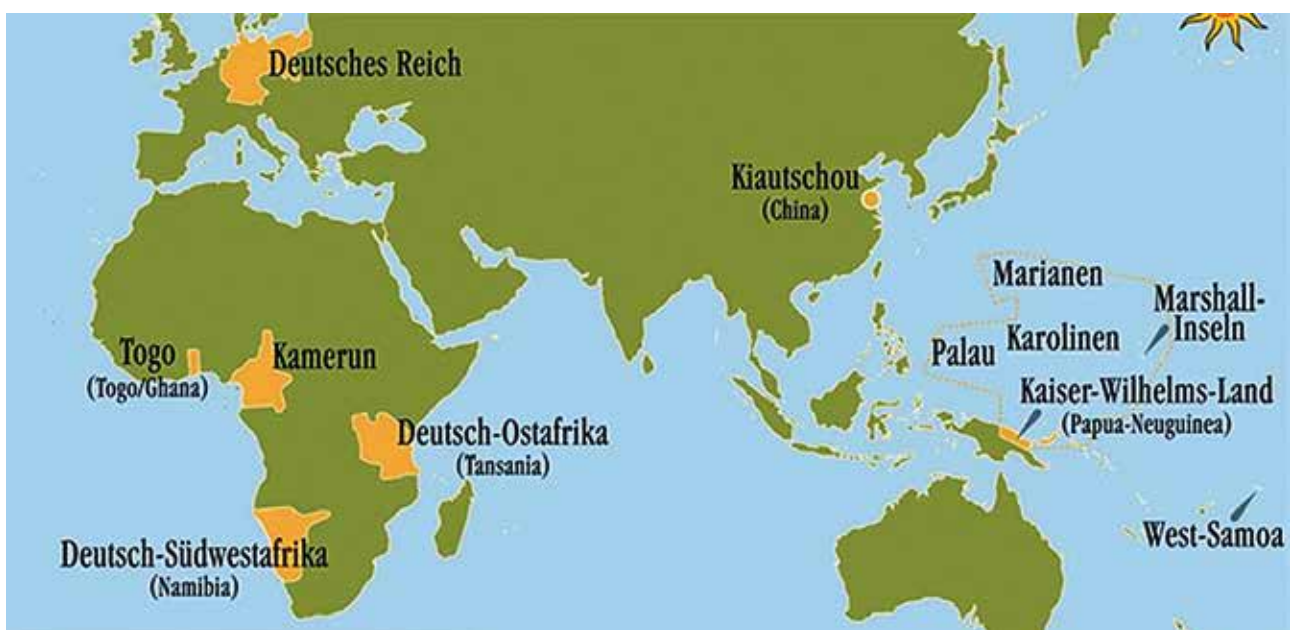 Deutsches Reich
Kiautschou
(China)
Marianen
Marshall-
Inseln
Karolinen
Palau
Togo
(Togo/Ghana)
Kamerun
Kaiser-Wilhelms-Land
(Papua-Neuguinea)
Deutsch-Ostafrika
(Tansania)
West-Samoa
Deutsch-Südwestafrika
(Namibia)